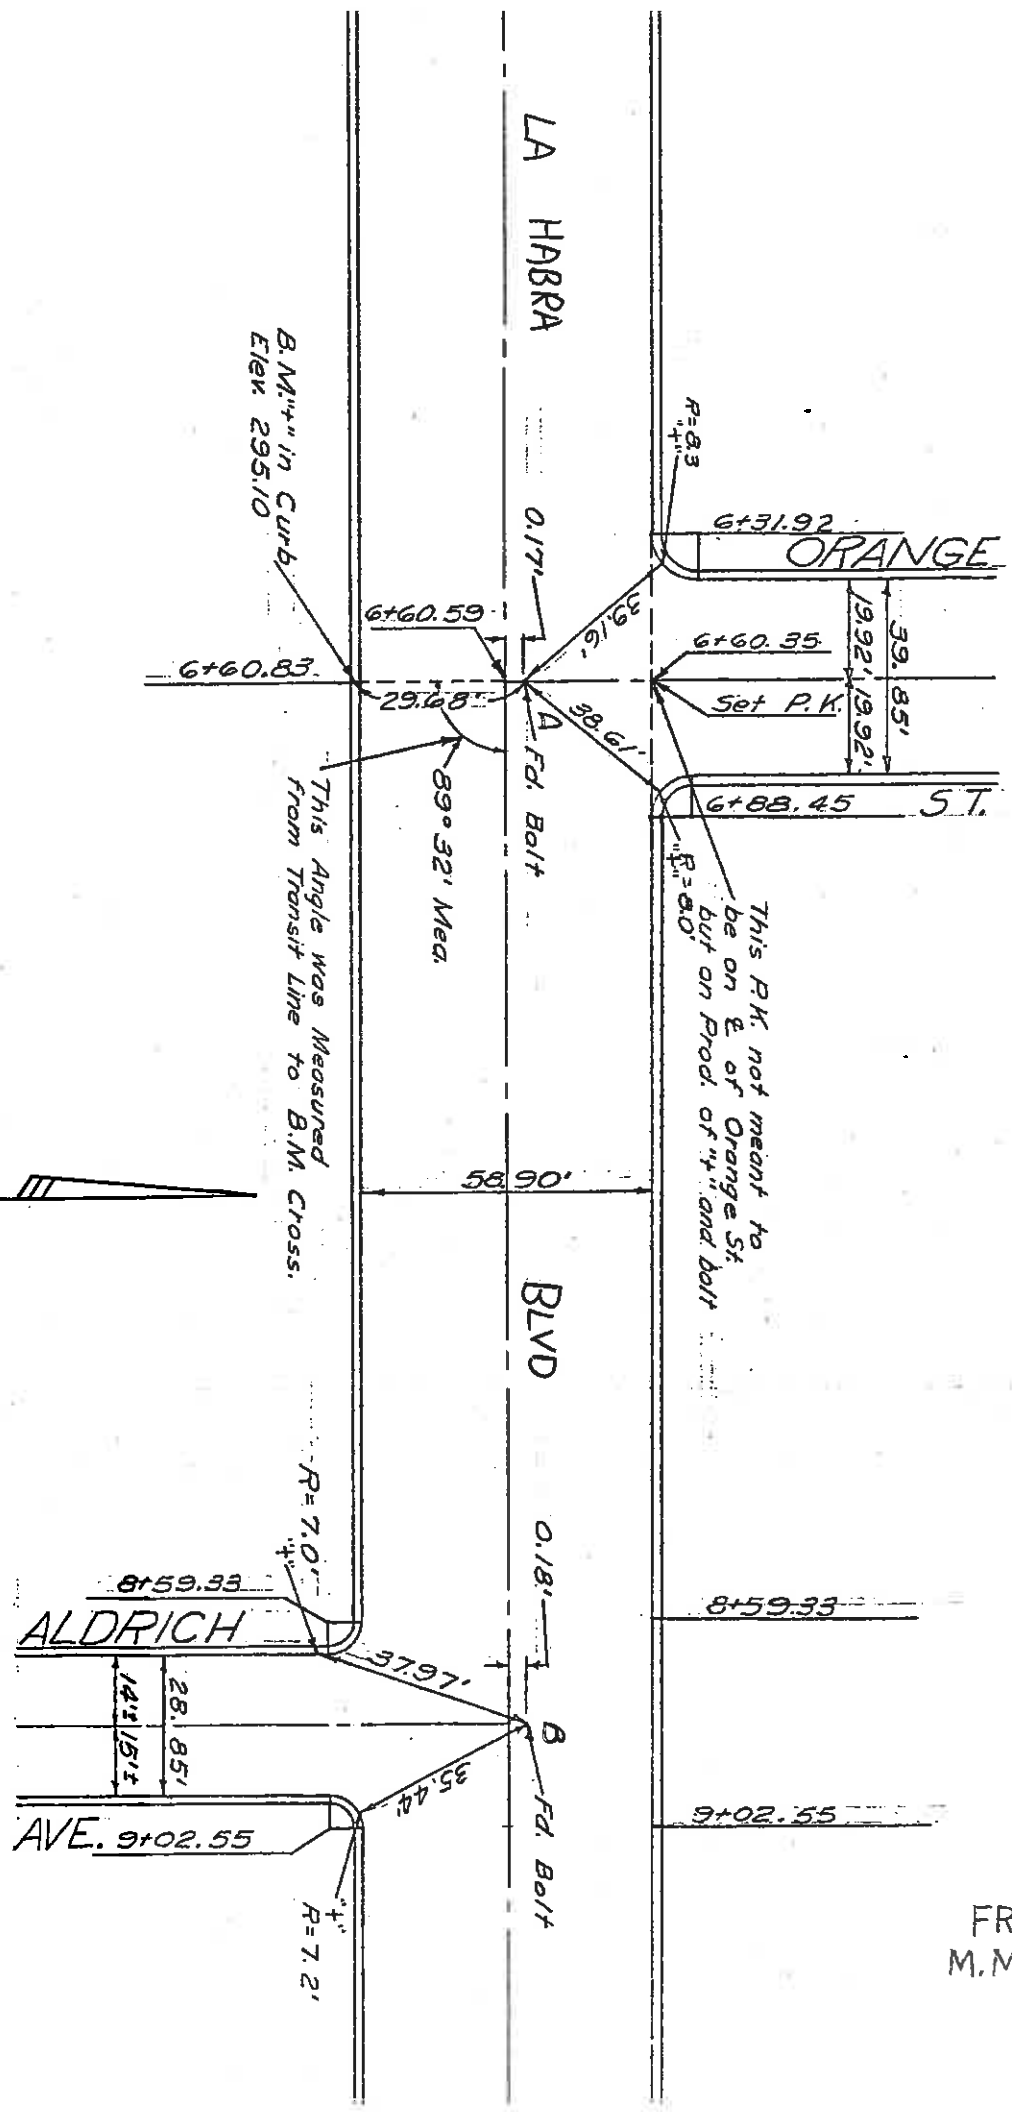 LA HABRA
BLVD
R=8.3
"+"
6+31.92
ORANGE
ST.
0.17'
39.16'
6+60.59
6+60.35
Set P.K.
19.92'
19.92'
39.85'
6+60.83
29.68'
A
Fd. Bolt
38.61'
6+88.45
"+"
R=8.0'
B.M. "+" in Curb
Elev. 295.10
89° 32' Mea.
This Angle was Measured
from Transit Line to B.M. Cross.
This P.K. not meant to
be on ℄ of Orange St.
but on Prod. of "+" and bolt
58.90'
R=7.0'
"+"
0.18'
8+59.33
8+59.33
ALDRICH
AVE.
37.97'
B
Fd. Bolt
28.85'
14'± 15'±
35.44'
9+02.55
9+02.55
"+"
R=7.2'
FR
M.M